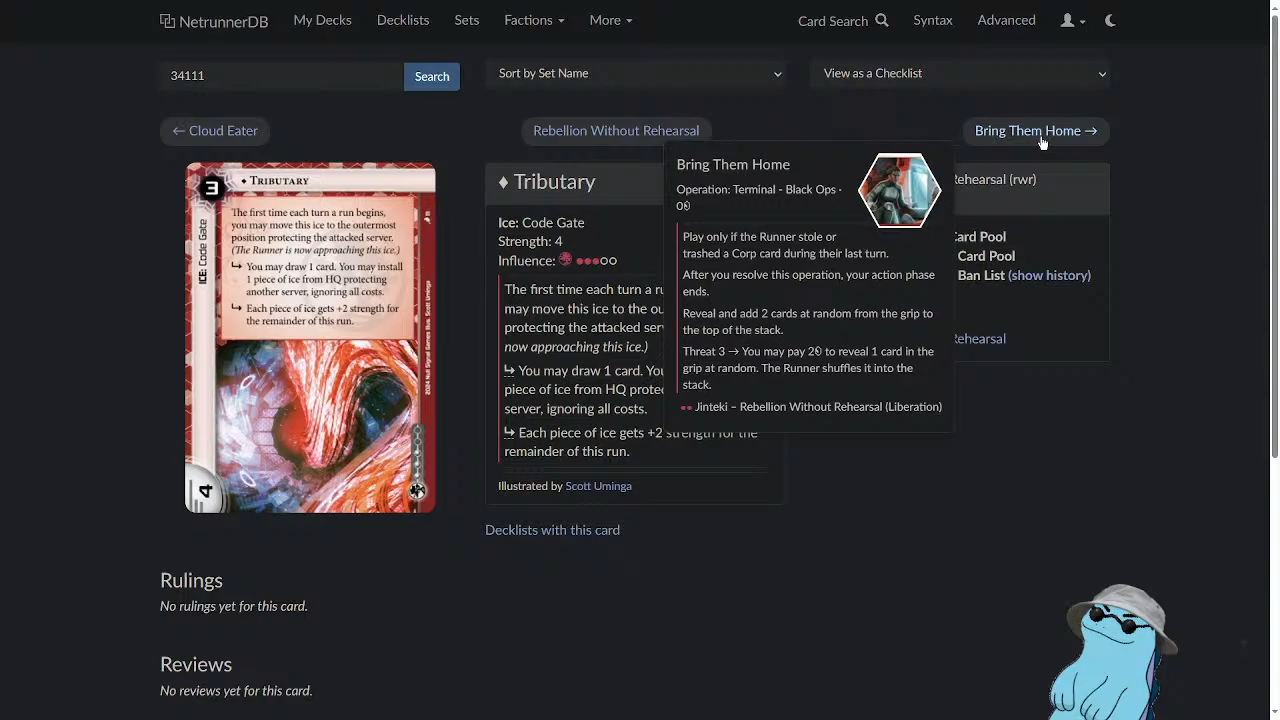 NetrunnerDB My Decks Decklists Sets Factions More Card Search Syntax Advanced
34111 Search Sort by Set Name View as a Checklist
← Cloud Eater Rebellion Without Rehearsal Bring Them Home →
3 ♦ TRIBUTARY
ICE: Code Gate
The first time each turn a run begins,
you may move this ice to the outermost
position protecting the attacked server.
(The Runner is now approaching this ice.)
↳ You may draw 1 card. You may install
1 piece of ice from HQ protecting
another server, ignoring all costs.
↳ Each piece of ice gets +2 strength for
the remainder of this run.
2024 Null Signal Games Illus. Scott Uminga
4
♦ Tributary
Ice: Code Gate
Strength: 4
Influence:
The first time each turn a ru
may move this ice to the ou
protecting the attacked serv
now approaching this ice.)
↳ You may draw 1 card. You
piece of ice from HQ protec
server, ignoring all costs.
↳ Each piece of ice gets +2 strength for the
remainder of this run.
Illustrated by Scott Uminga
Bring Them Home
Operation: Terminal - Black Ops ·
0
Play only if the Runner stole or
trashed a Corp card during their last turn.
After you resolve this operation, your action phase
ends.
Reveal and add 2 cards at random from the grip to
the top of the stack.
Threat 3 → You may pay 2 to reveal 1 card in the
grip at random. The Runner shuffles it into the
stack.
Jinteki – Rebellion Without Rehearsal (Liberation)
Rehearsal (rwr)
Card Pool
Card Pool
Ban List (show history)
Rehearsal
Decklists with this card
Rulings
No rulings yet for this card.
Reviews
No reviews yet for this card.